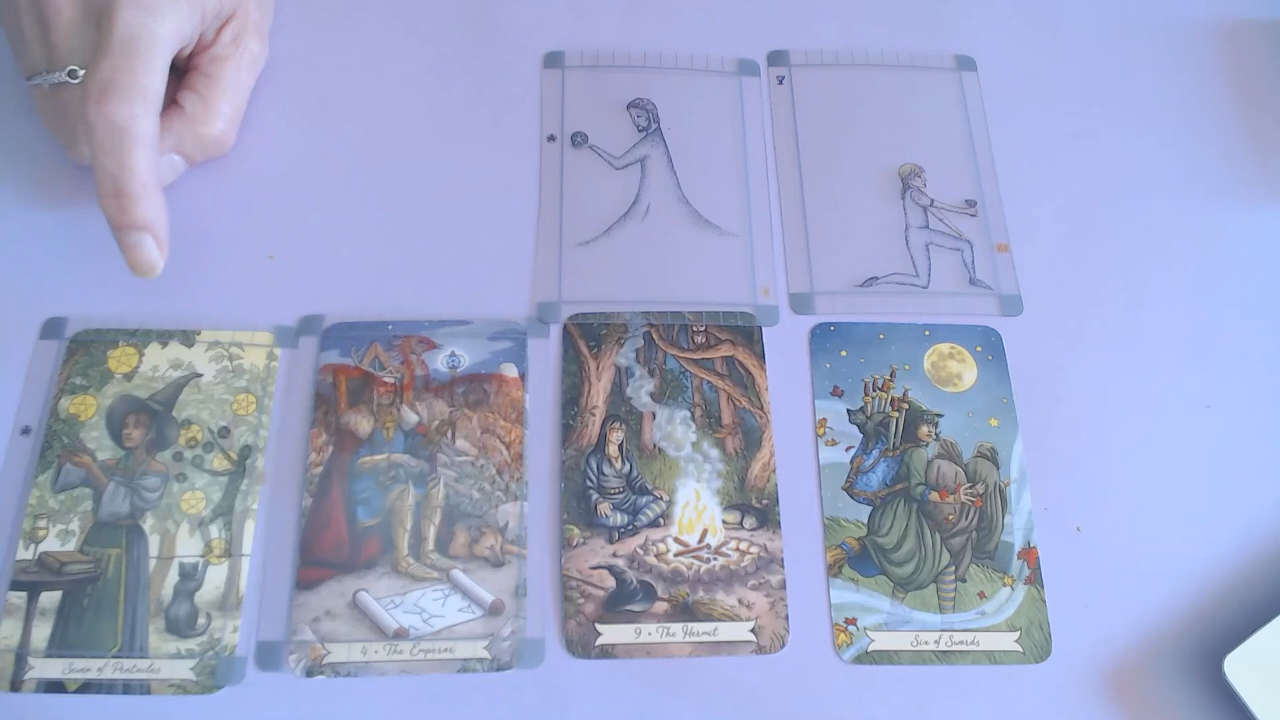 Seven of Pentacles
4 • The Emperor
9 • The Hermit
Six of Swords